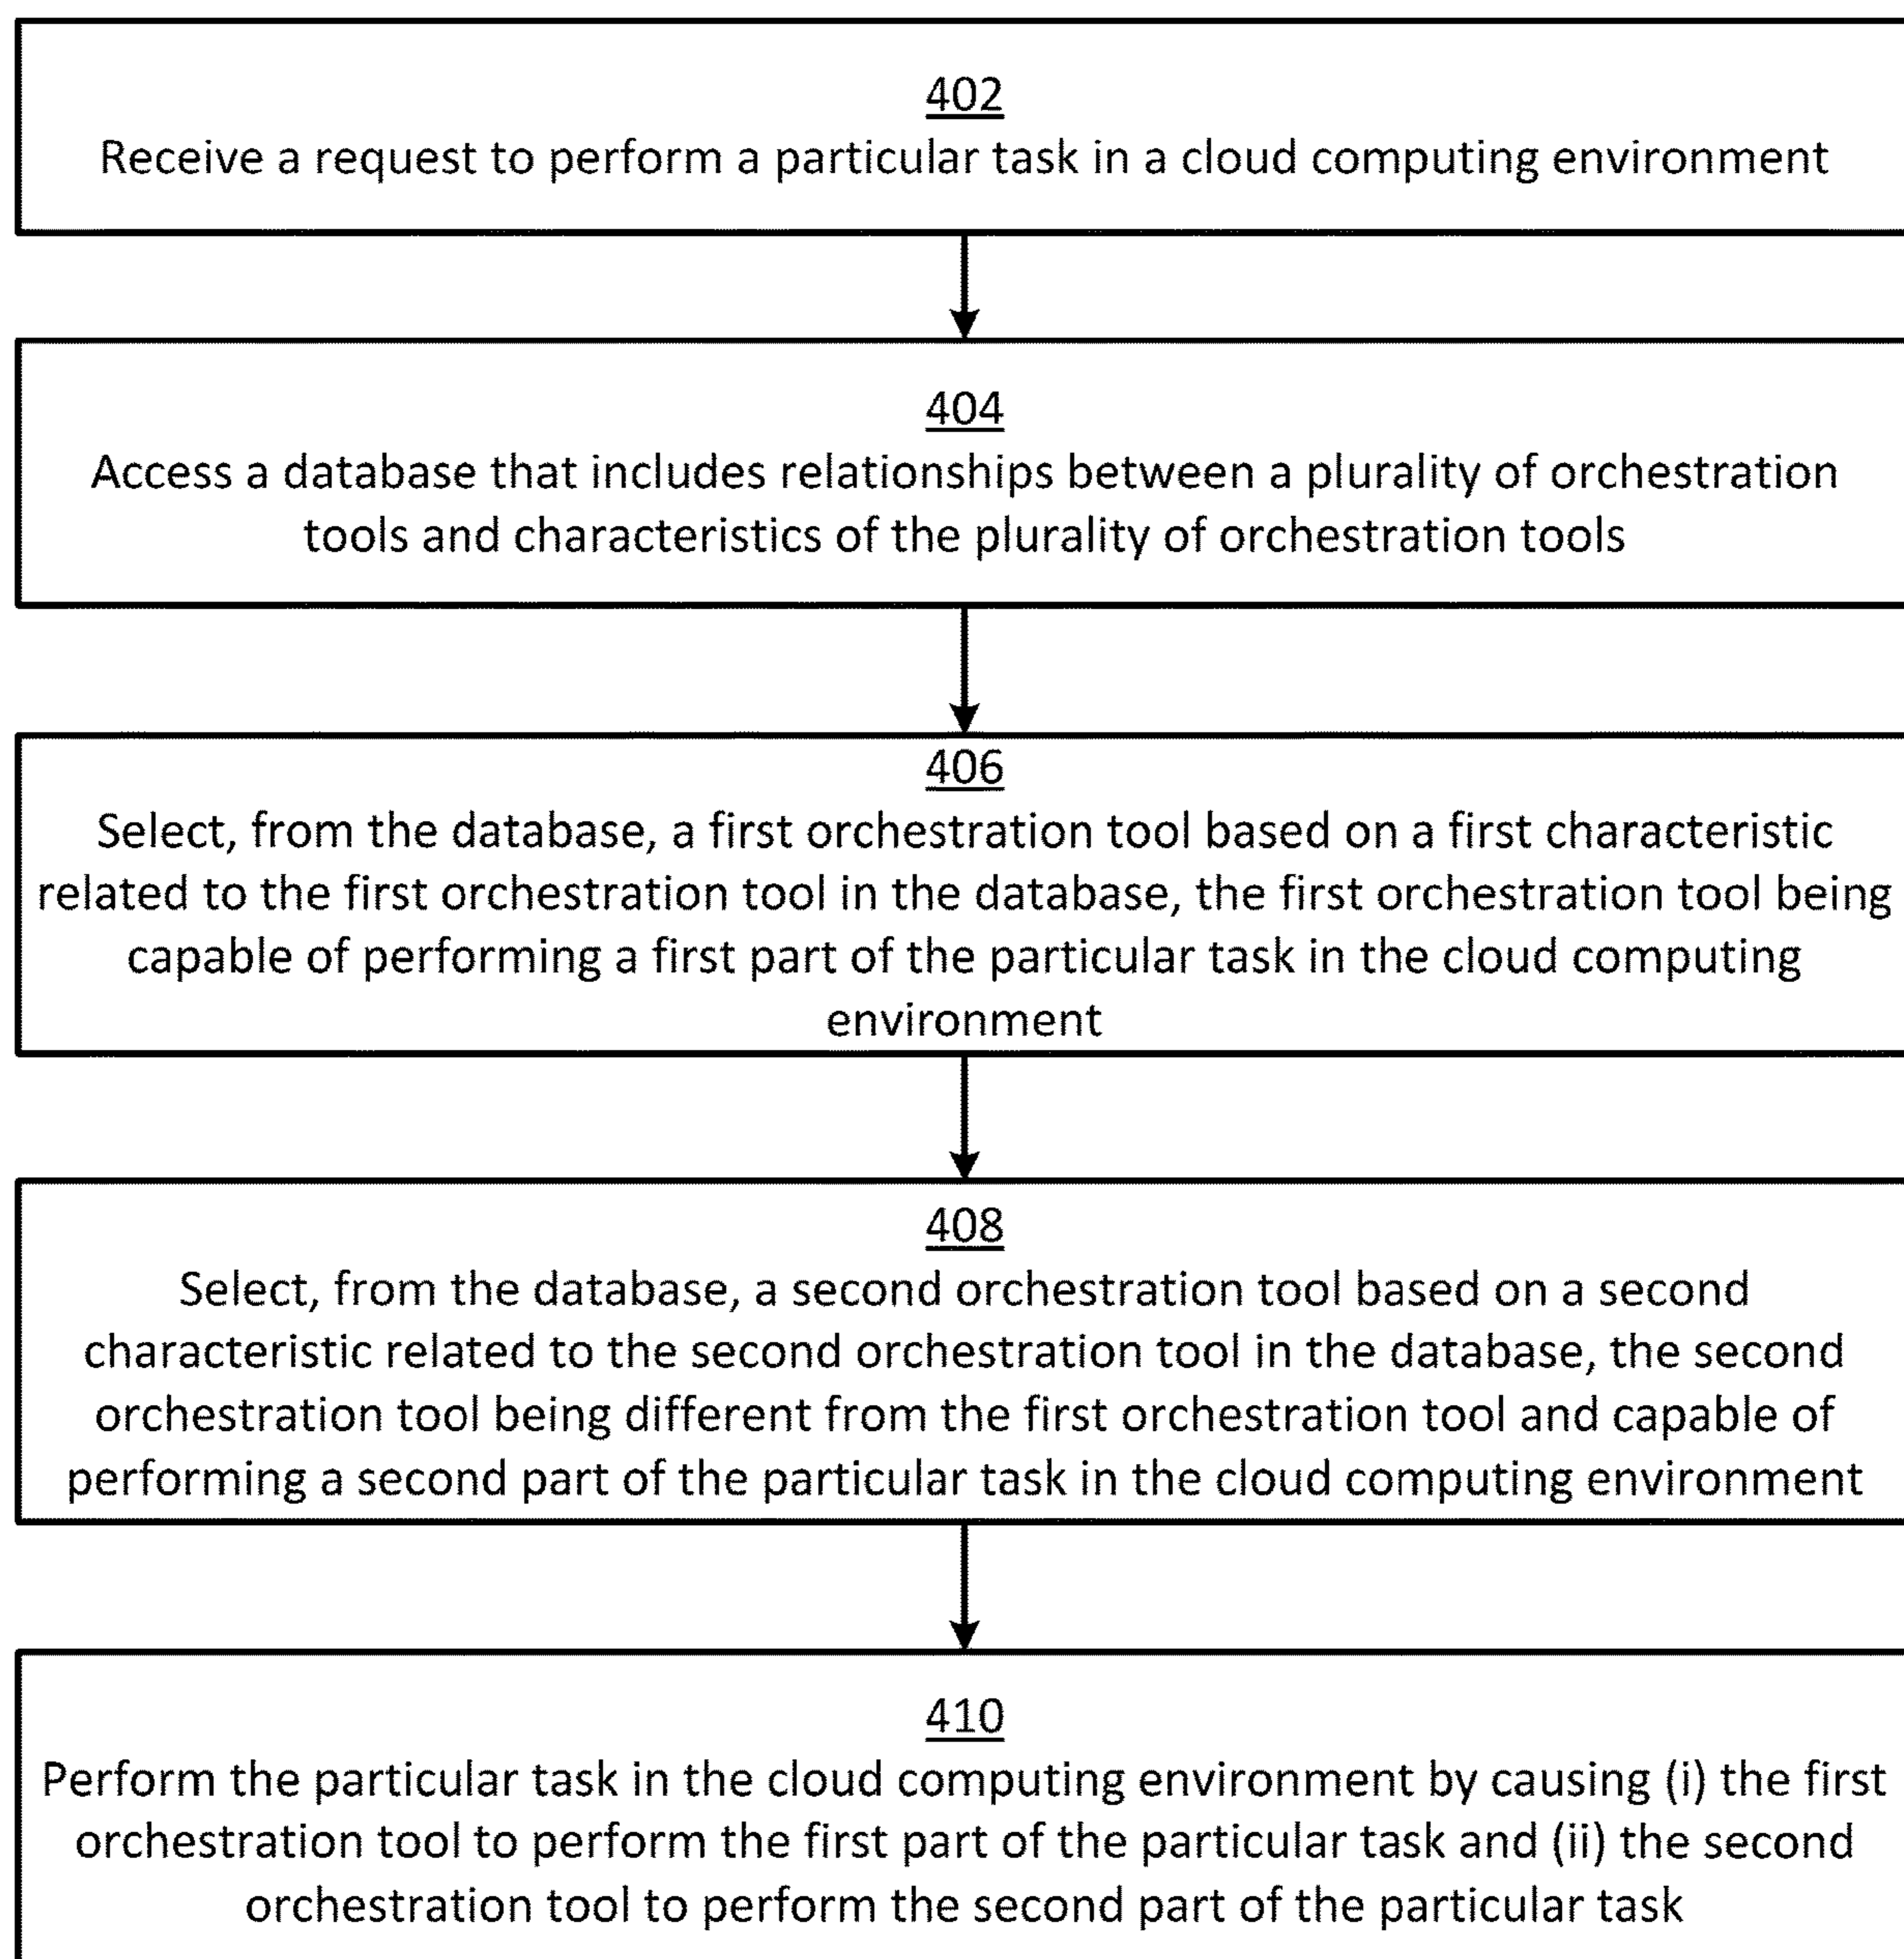 402
Receive a request to perform a particular task in a cloud computing environment
404
Access a database that includes relationships between a plurality of orchestration
tools and characteristics of the plurality of orchestration tools
406
Select, from the database, a first orchestration tool based on a first characteristic
related to the first orchestration tool in the database, the first orchestration tool being
capable of performing a first part of the particular task in the cloud computing
environment
408
Select, from the database, a second orchestration tool based on a second
characteristic related to the second orchestration tool in the database, the second
orchestration tool being different from the first orchestration tool and capable of
performing a second part of the particular task in the cloud computing environment
410
Perform the particular task in the cloud computing environment by causing (i) the first
orchestration tool to perform the first part of the particular task and (ii) the second
orchestration tool to perform the second part of the particular task